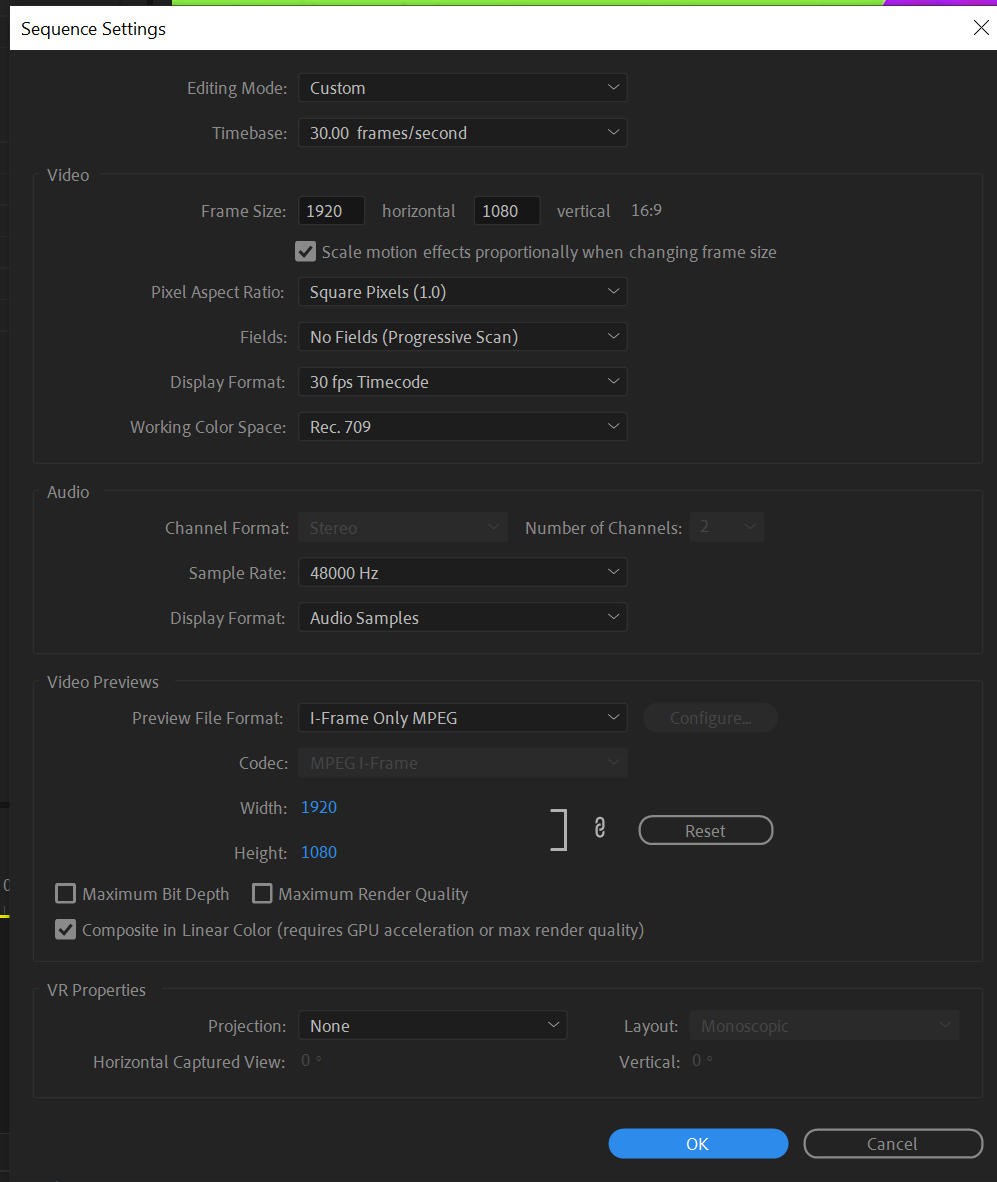 Sequence Settings
Editing Mode: Custom
Timebase: 30.00 frames/second
Video
Frame Size: 1920 horizontal 1080 vertical 16:9
Scale motion effects proportionally when changing frame size
Pixel Aspect Ratio: Square Pixels (1.0)
Fields: No Fields (Progressive Scan)
Display Format: 30 fps Timecode
Working Color Space: Rec. 709
Audio
Channel Format: Stereo Number of Channels: 2
Sample Rate: 48000 Hz
Display Format: Audio Samples
Video Previews
Preview File Format: I-Frame Only MPEG Configure...
Codec: MPEG I-Frame
Width: 1920
Height: 1080
Reset
Maximum Bit Depth Maximum Render Quality
Composite in Linear Color (requires GPU acceleration or max render quality)
VR Properties
Projection: None Layout: Monoscopic
Horizontal Captured View: 0 ° Vertical: 0 °
OK Cancel